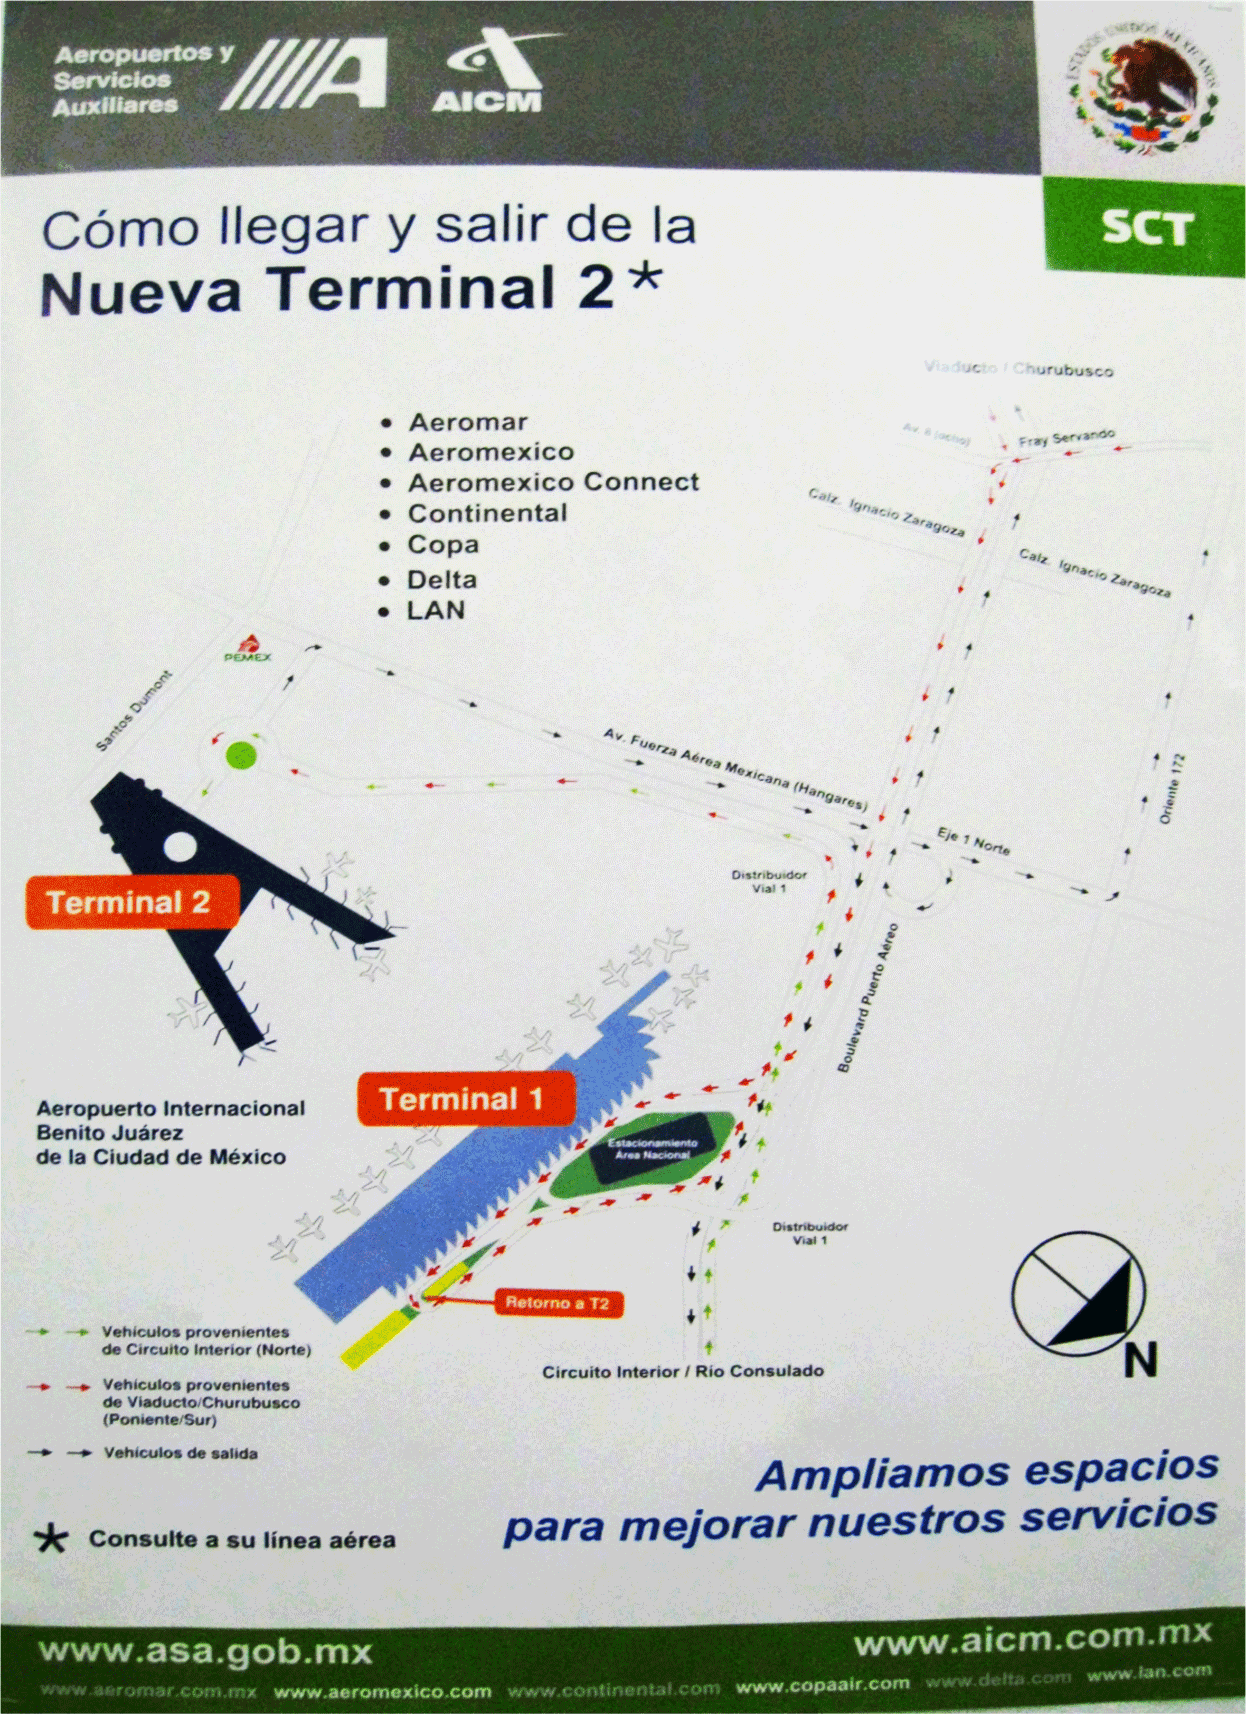 Aeropuertos y
Servicios
Auxiliares
AICM
ESTADOS UNIDOS MEXICANOS
SCT
Cómo llegar y salir de la
Nueva Terminal 2*
• Aeromar
• Aeromexico
• Aeromexico Connect
• Continental
• Copa
• Delta
• LAN
Viaducto / Churubusco
Fray Servando
Calz. Ignacio Zaragoza
Calz. Ignacio Zaragoza
PEMEX
Santos Dumont
Av. Fuerza Aérea Mexicana (Hangares)
Eje 1 Norte
Oriente 172
Distribuidor
Vial 1
Boulevard Puerto Aéreo
Terminal 2
Terminal 1
Aeropuerto Internacional
Benito Juárez
de la Ciudad de México
Estacionamiento
Área Nacional
Distribuidor
Vial 1
Retorno a T2
Circuito Interior / Río Consulado
N
Vehículos provenientes
de Circuito Interior (Norte)
Vehículos provenientes
de Viaducto/Churubusco
(Poniente/Sur)
Vehículos de salida
* Consulte a su línea aérea
Ampliamos espacios
para mejorar nuestros servicios
www.asa.gob.mx
www.aicm.com.mx
www.aeromar.com.mx www.aeromexico.com www.continental.com www.copaair.com www.delta.com www.lan.com